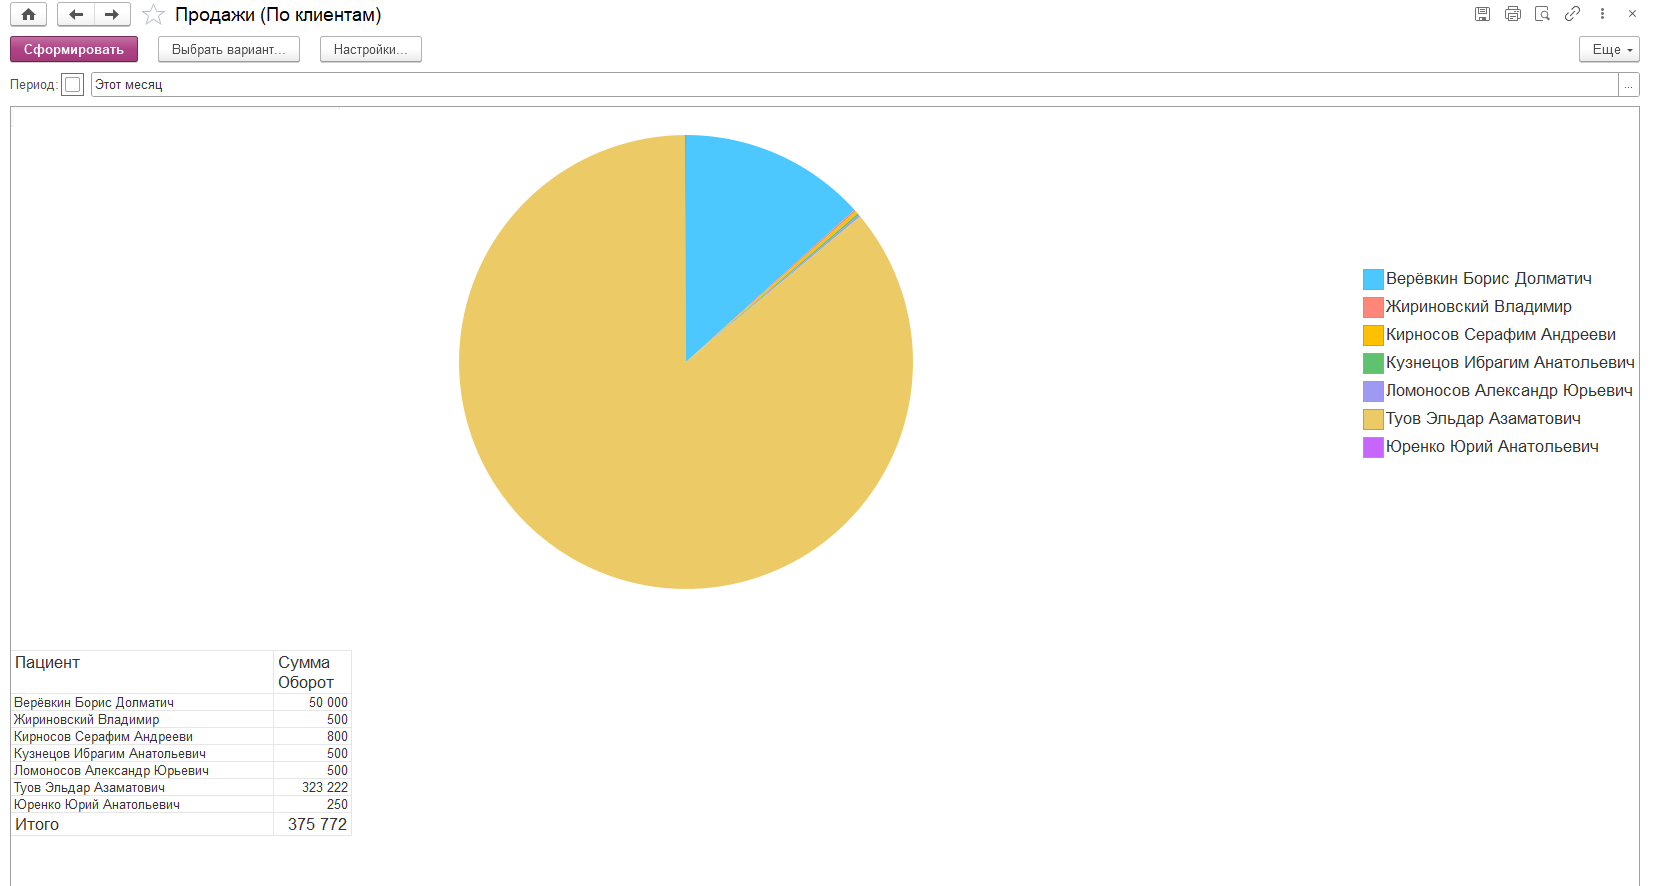 Продажи (По клиентам)
Сформировать
Выбрать вариант...
Настройки...
Еще
Период:
Этот месяц
...
Верёвкин Борис Долматич
Жириновский Владимир
Кирносов Серафим Андрееви
Кузнецов Ибрагим Анатольевич
Ломоносов Александр Юрьевич
Туов Эльдар Азаматович
Юренко Юрий Анатольевич
Пациент Сумма Оборот
Верёвкин Борис Долматич 50 000
Жириновский Владимир 500
Кирносов Серафим Андрееви 800
Кузнецов Ибрагим Анатольевич 500
Ломоносов Александр Юрьевич 500
Туов Эльдар Азаматович 323 222
Юренко Юрий Анатольевич 250
Итого 375 772